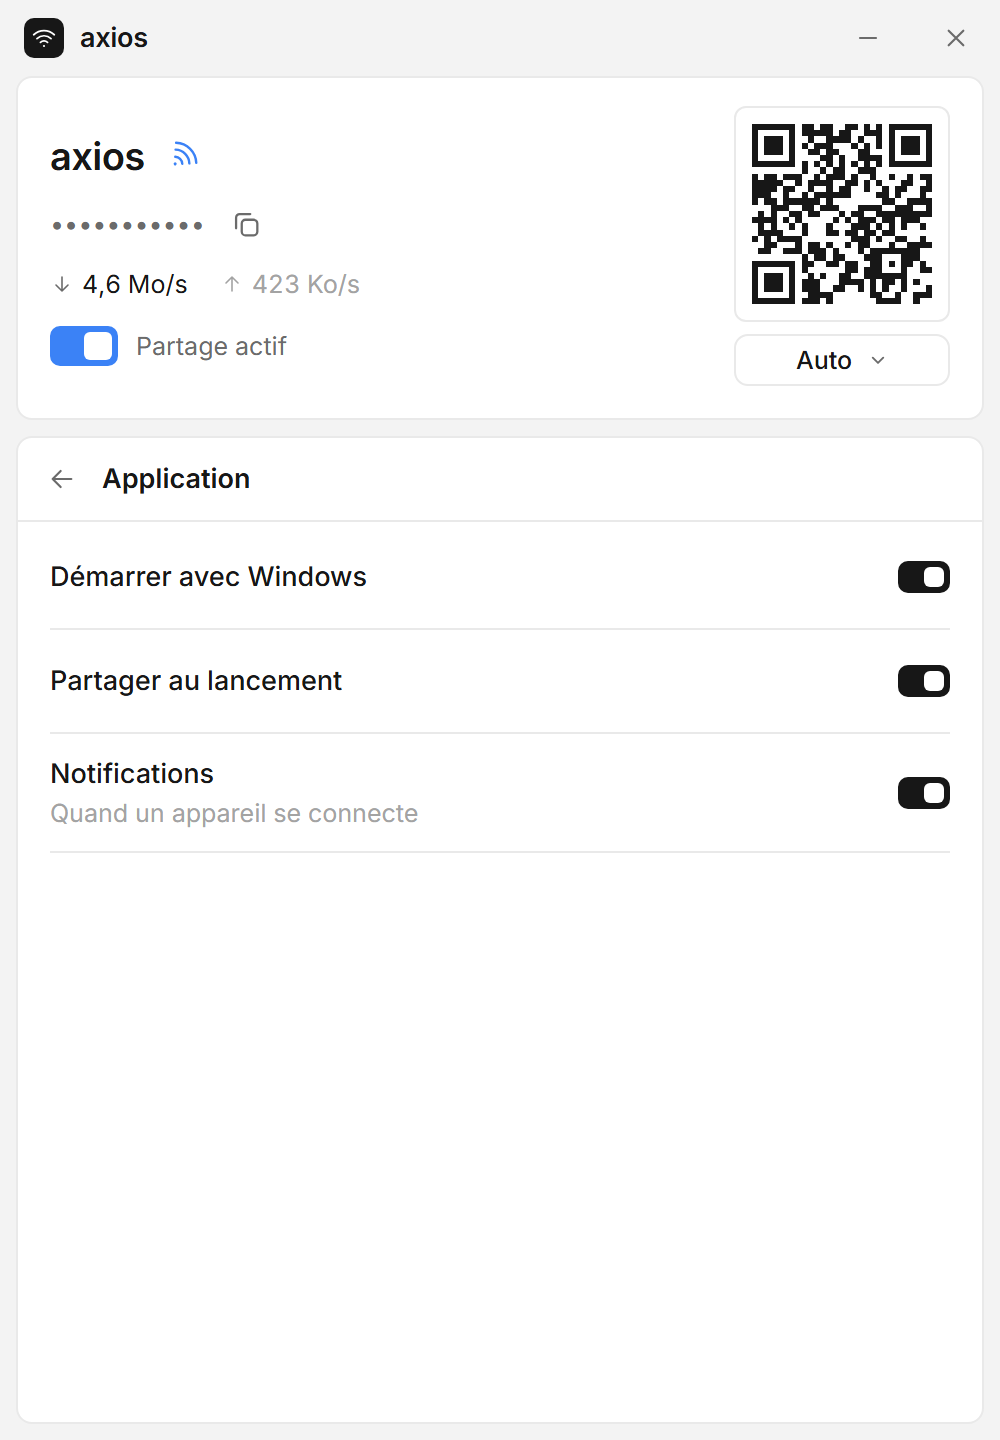 axios
axios
•••••••••••
↓ 4,6 Mo/s ↑ 423 Ko/s
Partage actif
Auto
Application
Démarrer avec Windows
Partager au lancement
Notifications
Quand un appareil se connecte